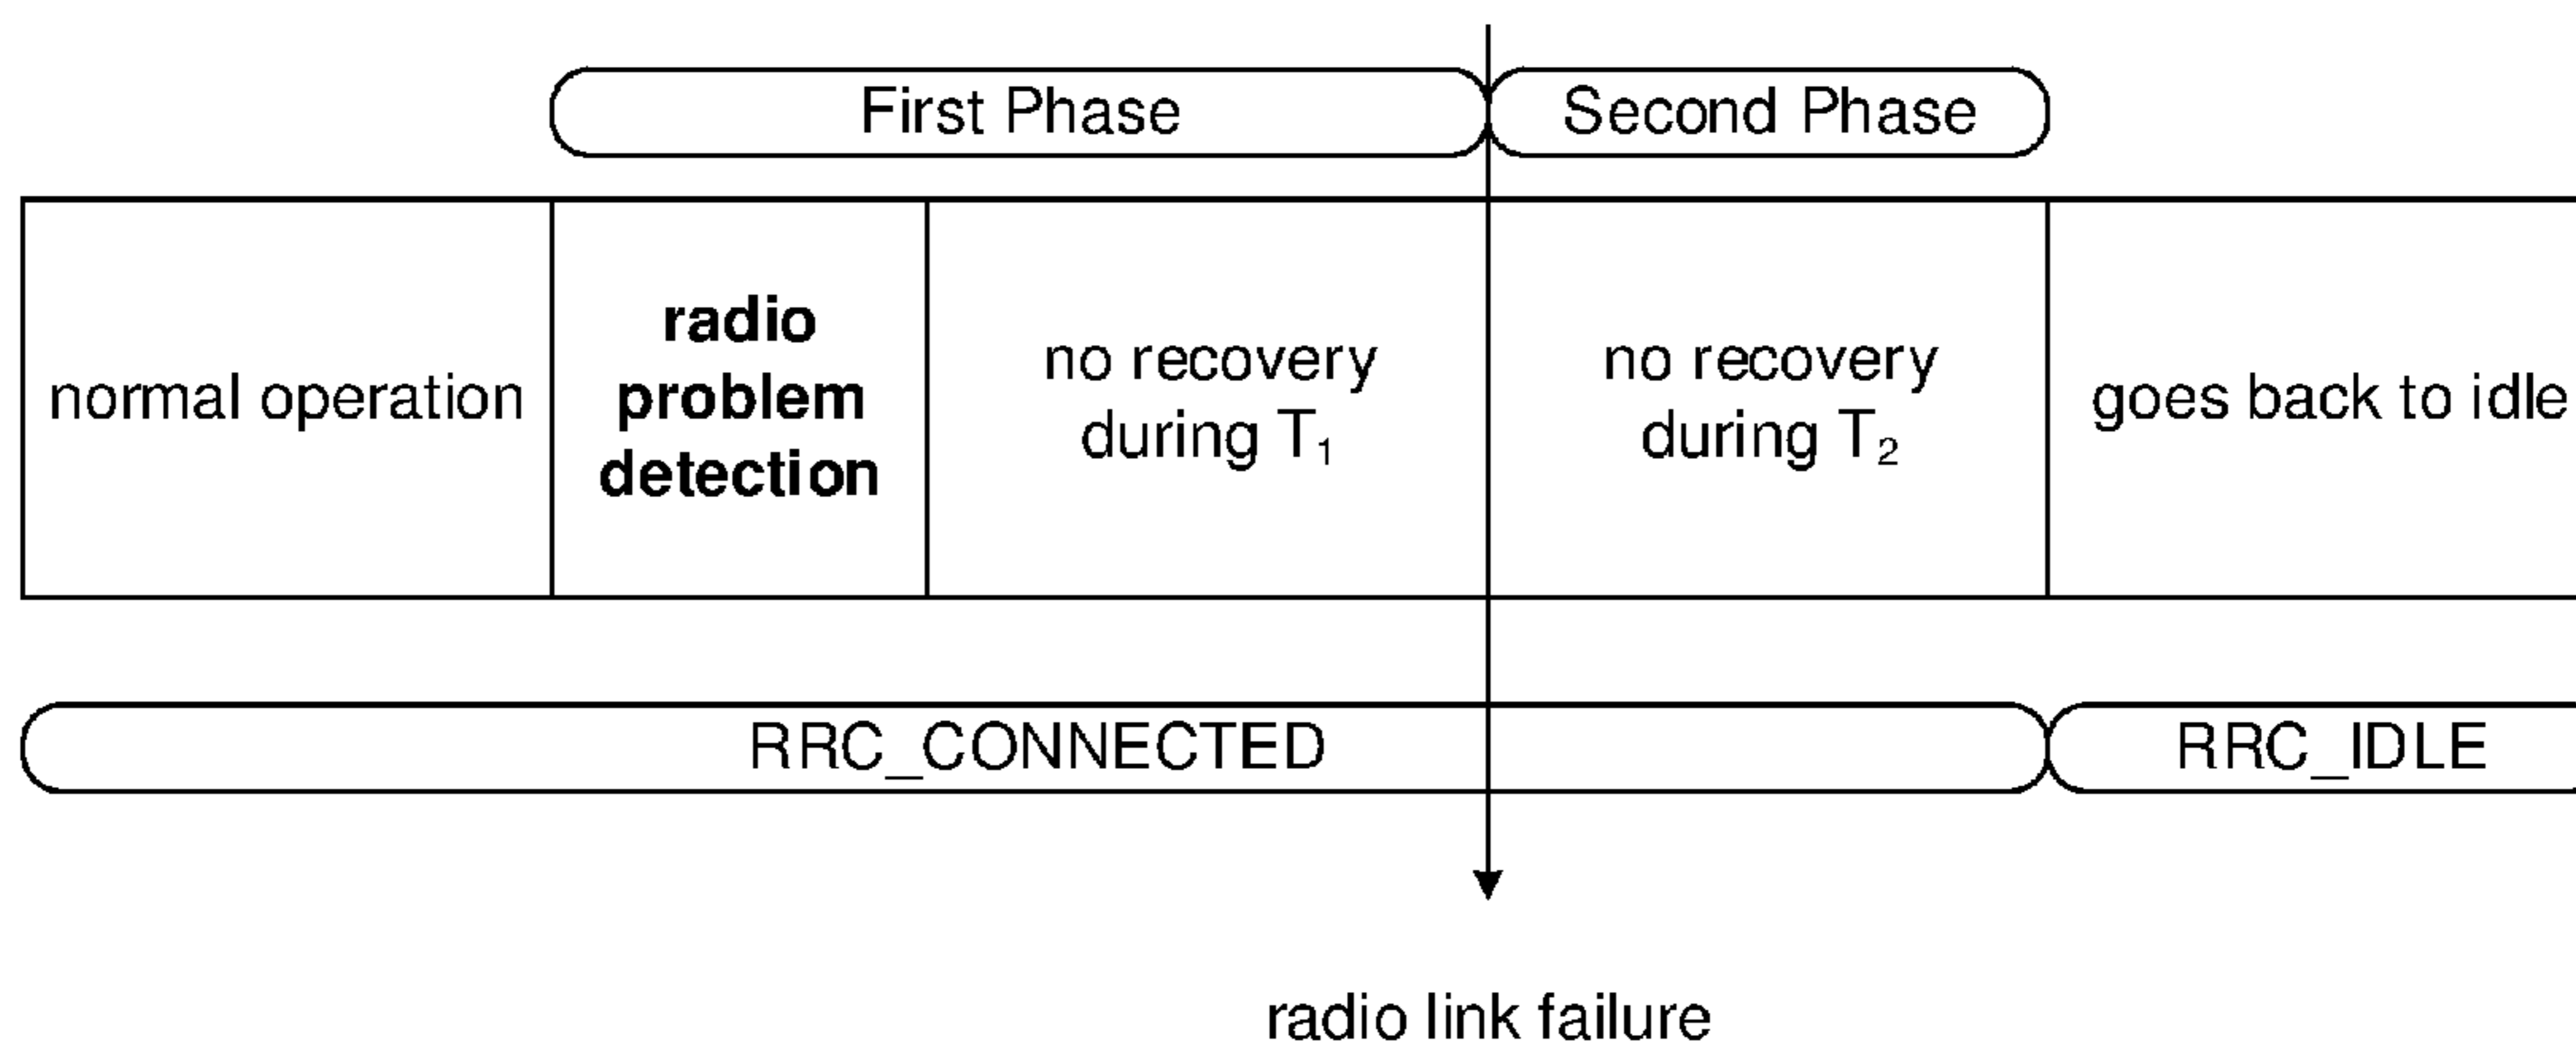 First Phase
Second Phase
normal operation
radio
problem
detection
no recovery
during T₁
no recovery
during T₂
goes back to idle
RRC_CONNECTED
RRC_IDLE
radio link failure